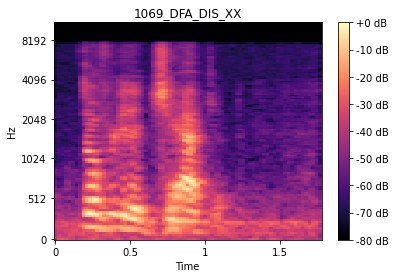 1069_DFA_DIS_XX
+0 dB
8192
-10 dB
4096
-20 dB
-30 dB
2048
Hz
-40 dB
1024
-50 dB
512
-60 dB
-70 dB
0
-80 dB
0 0.5 1 1.5
Time